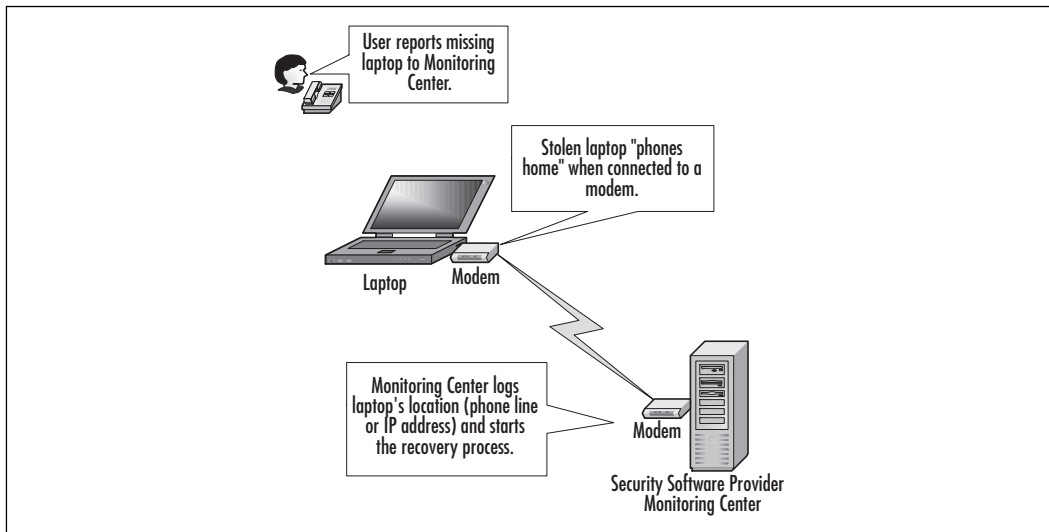 User reports missing
laptop to Monitoring
Center.
Stolen laptop "phones
home" when connected to a
modem.
Laptop
Modem
Monitoring Center logs
laptop's location (phone line
or IP address) and starts
the recovery process.
Modem
Security Software Provider
Monitoring Center